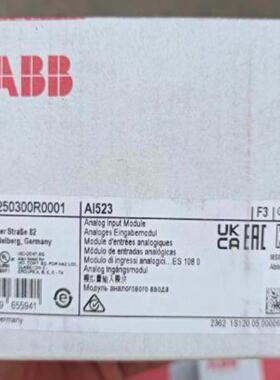 ABB
250300R0001
AI523
F3
er Straße 82
delberg, Germany
Analog Input Module
Analoges Eingabemodul
Module d'entrées analogiques
Módulo de entradas analógicas
Modulo di ingressi analogici...ES 108 0
Analog Ingångsmodul
模拟量输入模块
Модуль аналогового ввода
UK
CA
EAC
9 655941
2362 1S120 05 0000